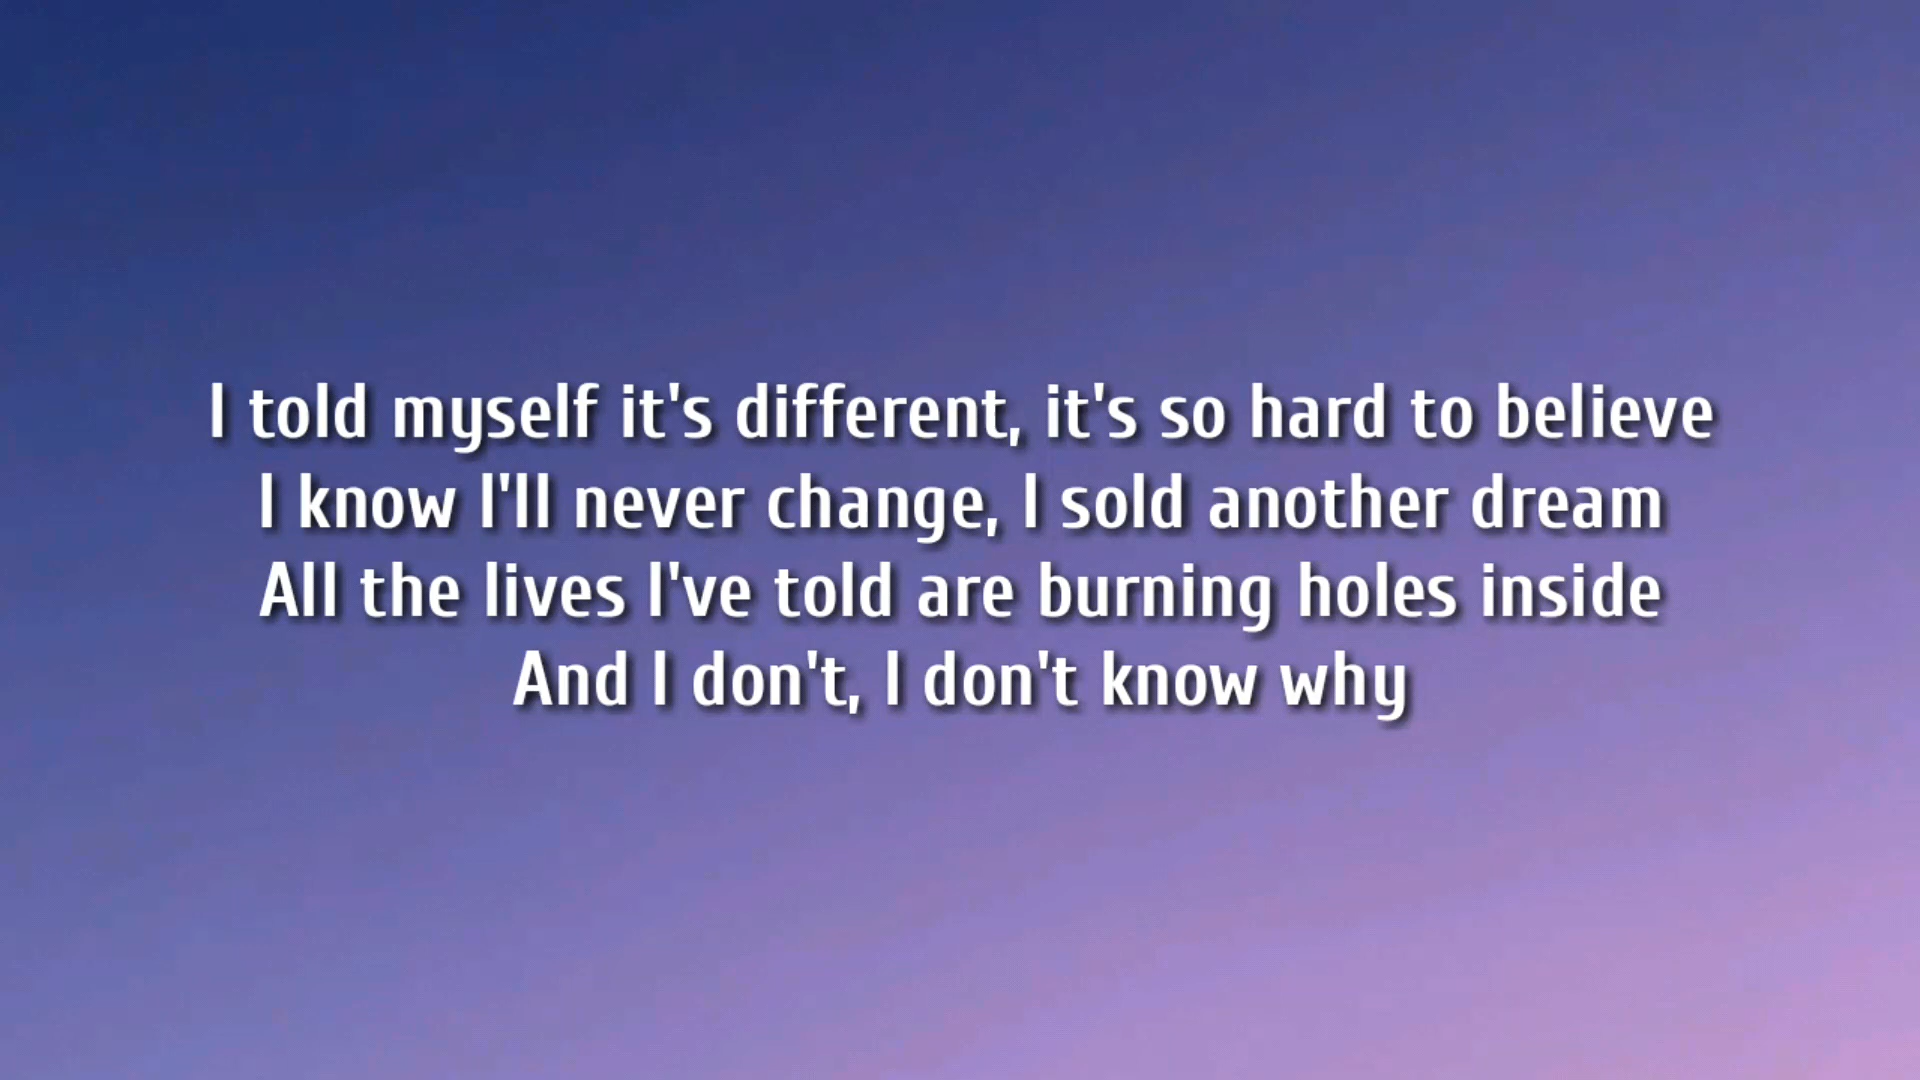 I told myself it's different, it's so hard to believe
I know I'll never change, I sold another dream
All the lives I've told are burning holes inside
And I don't, I don't know why